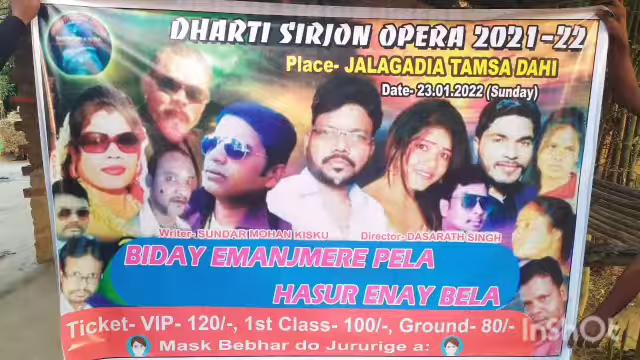 DHARTI SIRJON OPERA 2021-22
Place- JALAGADIA TAMSA DAHI
Date- 23.01.2022 (Sunday)
Writer- SUNDAR MOHAN KISKU
Director- DASARATH SINGH
BIDAY EMANJMERE PELA
HASUR ENAY BELA
Ticket- VIP- 120/-, 1st Class- 100/-, Ground- 80/-
Mask Bebhar do Jururige a:
InShOt